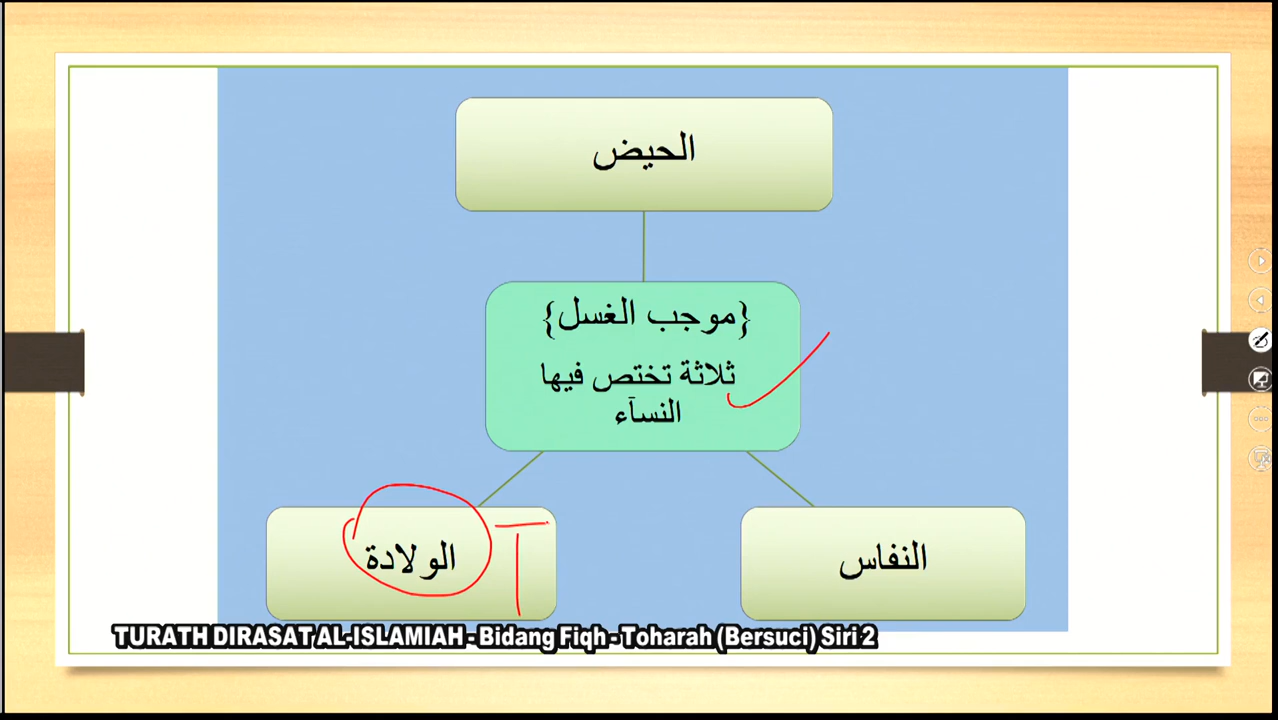 الحيض
{موجب الغسل}
ثلاثة تختص فيها
النسآء
النفاس
الولادة
TURATH DIRASAT AL-ISLAMIAH - Bidang Fiqh - Toharah (Bersuci) Siri 2